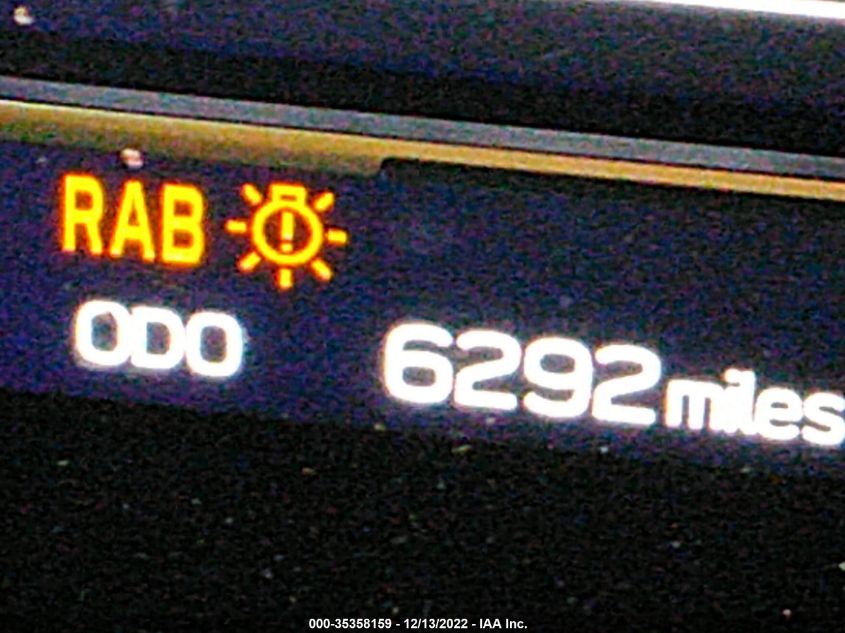 RAB
ODO 6292 miles
000-35358159 - 12/13/2022 - IAA Inc.